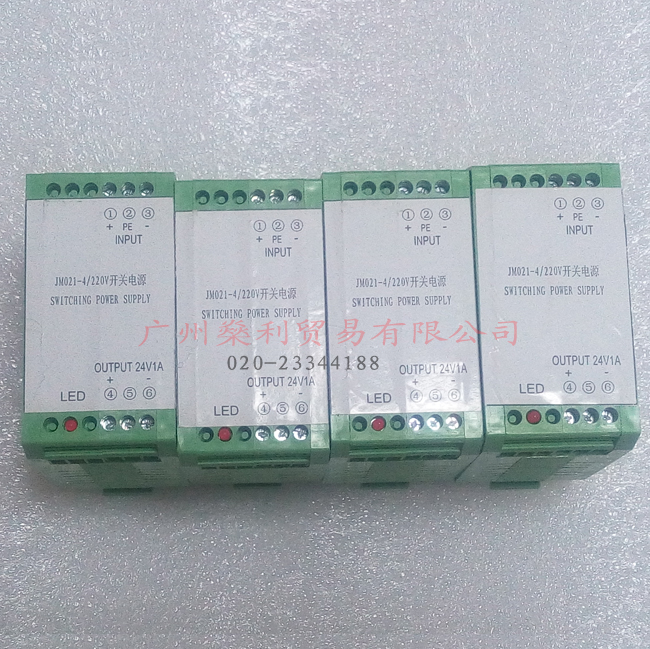 ① ② ③
+ PE -
INPUT
JM021-4/220V开关电源
SWITCHING POWER SUPPLY
OUTPUT 24V1A
+ -
LED ④ ⑤ ⑥
① ② ③
+ PE -
INPUT
JM021-4/220V开关电源
SWITCHING POWER SUPPLY
OUTPUT 24V1A
+ -
LED ④ ⑤ ⑥
① ② ③
+ PE -
INPUT
JM021-4/220V开关电源
SWITCHING POWER SUPPLY
OUTPUT 24V1A
+ -
LED ④ ⑤ ⑥
① ② ③
+ PE -
INPUT
JM021-4/220V开关电源
SWITCHING POWER SUPPLY
OUTPUT 24V1A
+ -
LED ④ ⑤ ⑥
广州燊利贸易有限公司
020-23344188